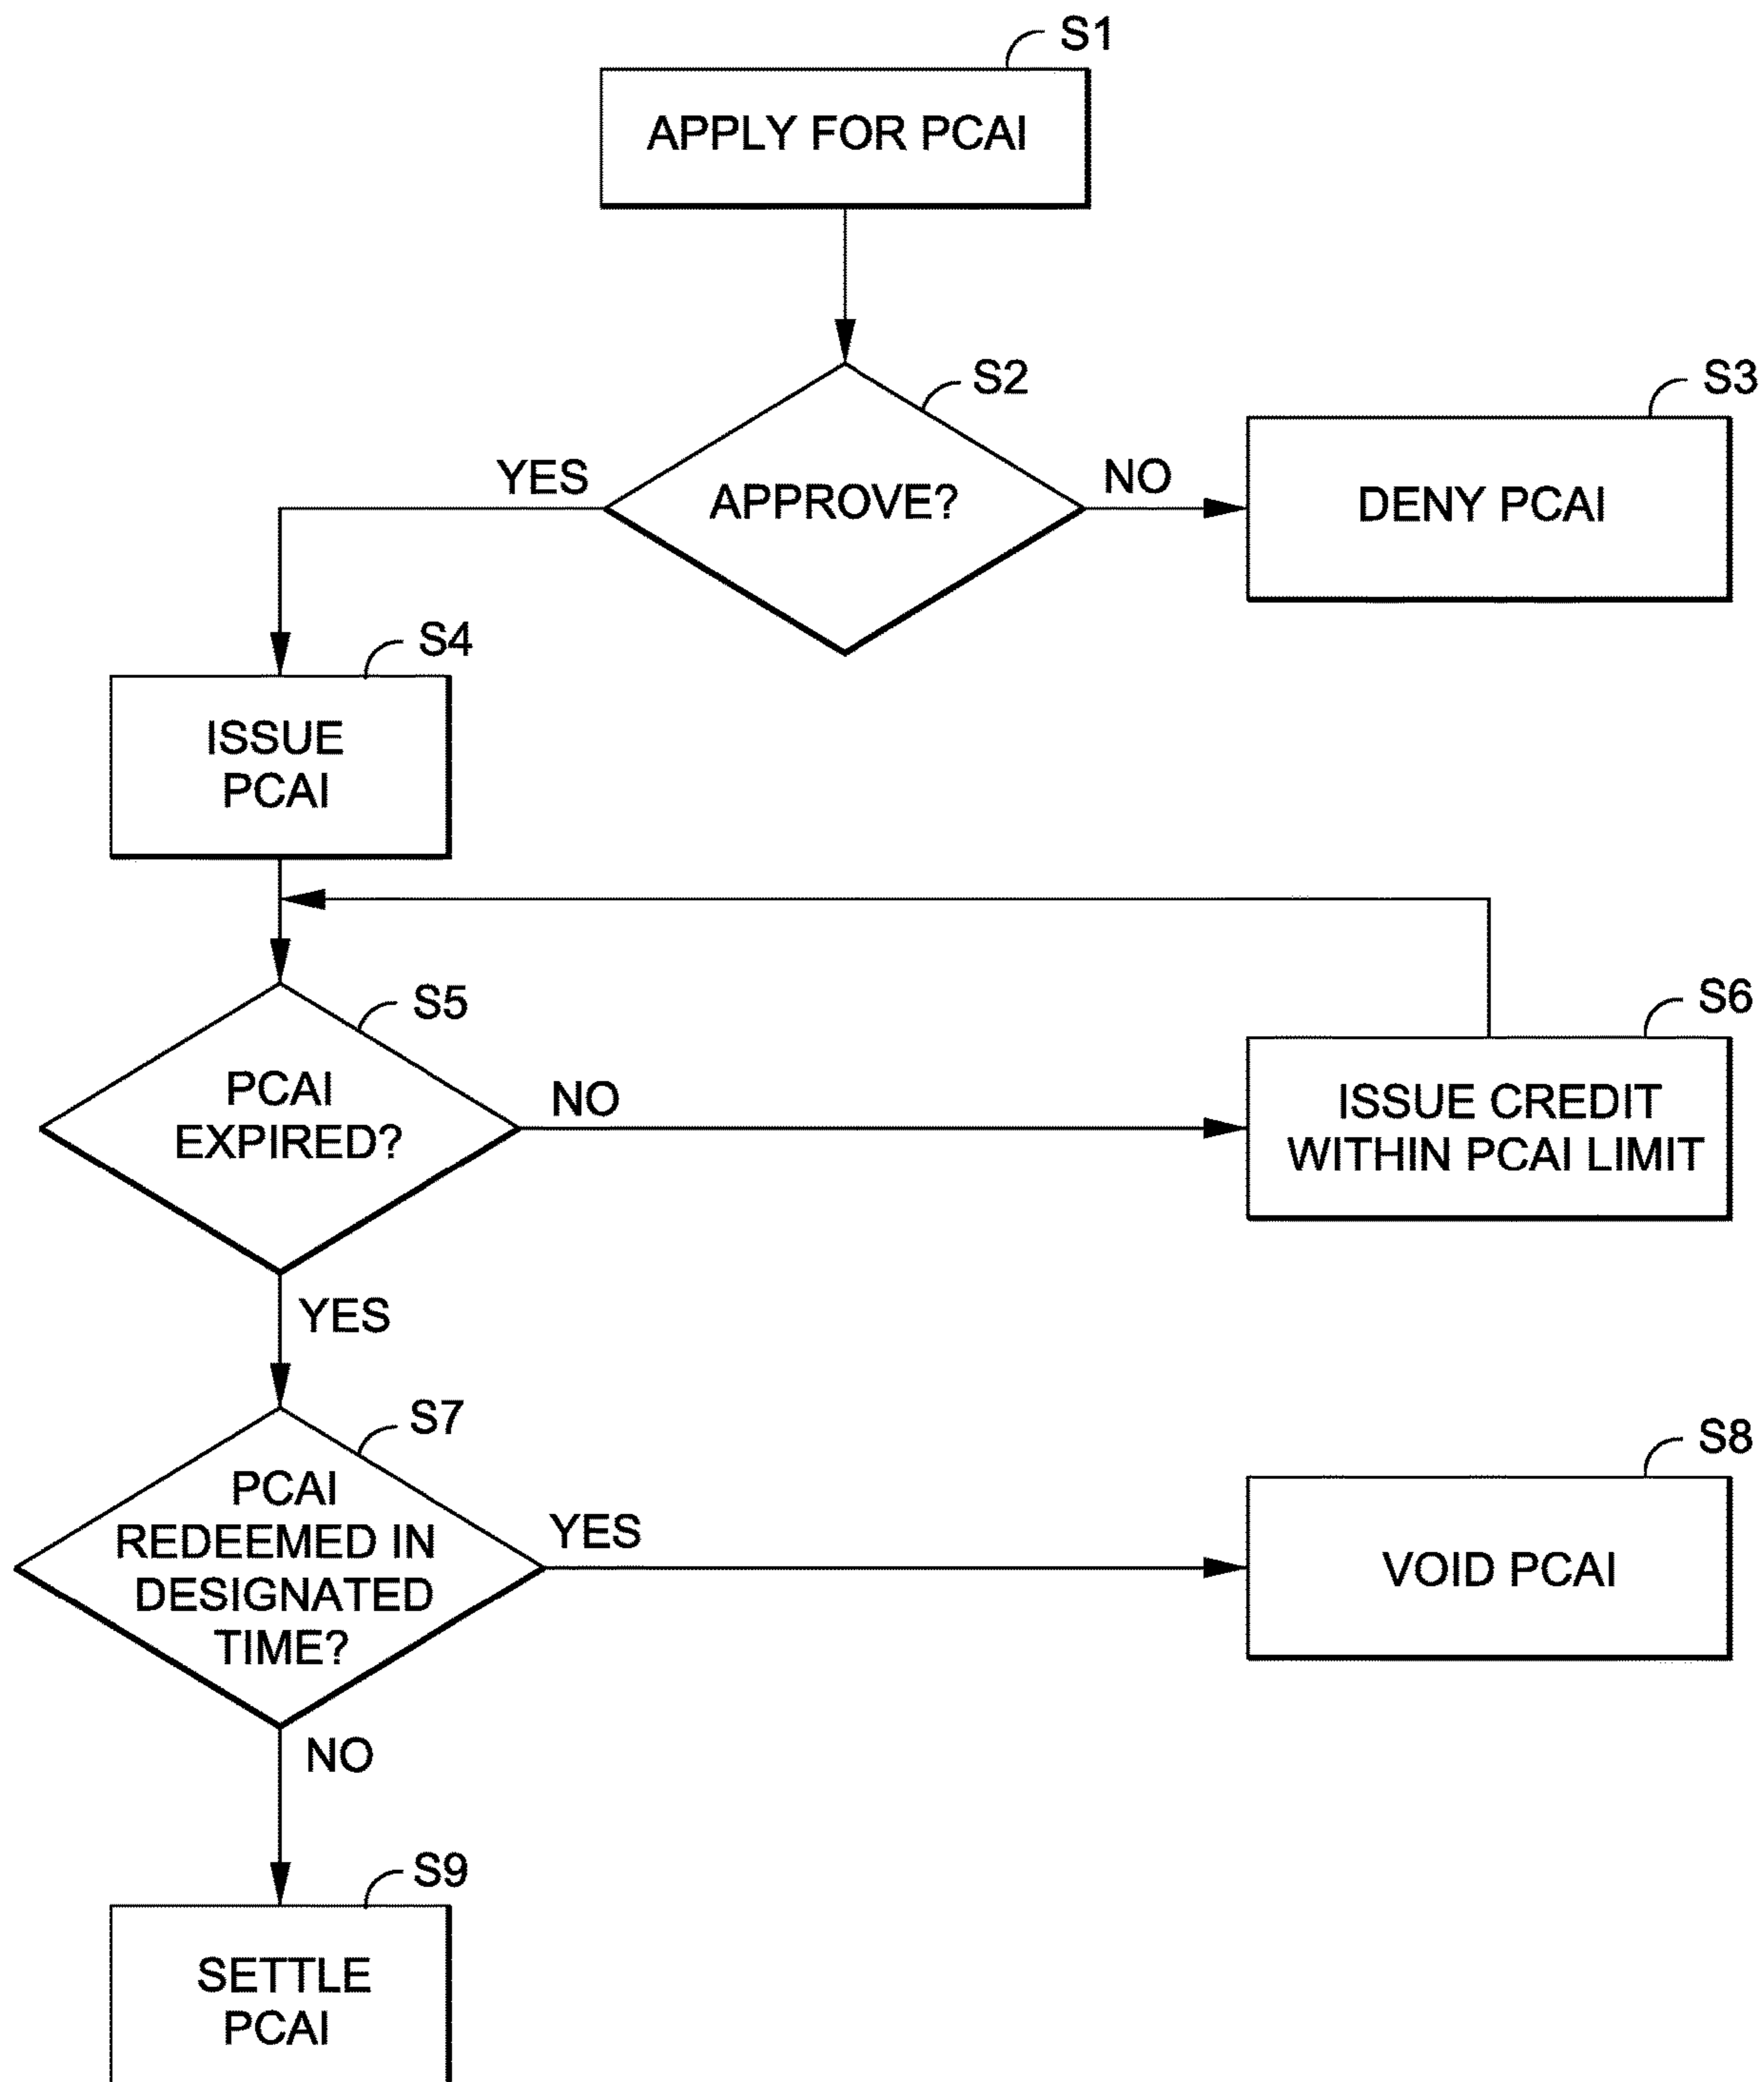 S1
APPLY FOR PCAI
S2
APPROVE?
YES
NO
S3
DENY PCAI
S4
ISSUE
PCAI
S5
PCAI
EXPIRED?
NO
S6
ISSUE CREDIT
WITHIN PCAI LIMIT
YES
S7
PCAI
REDEEMED IN
DESIGNATED
TIME?
YES
S8
VOID PCAI
NO
S9
SETTLE
PCAI